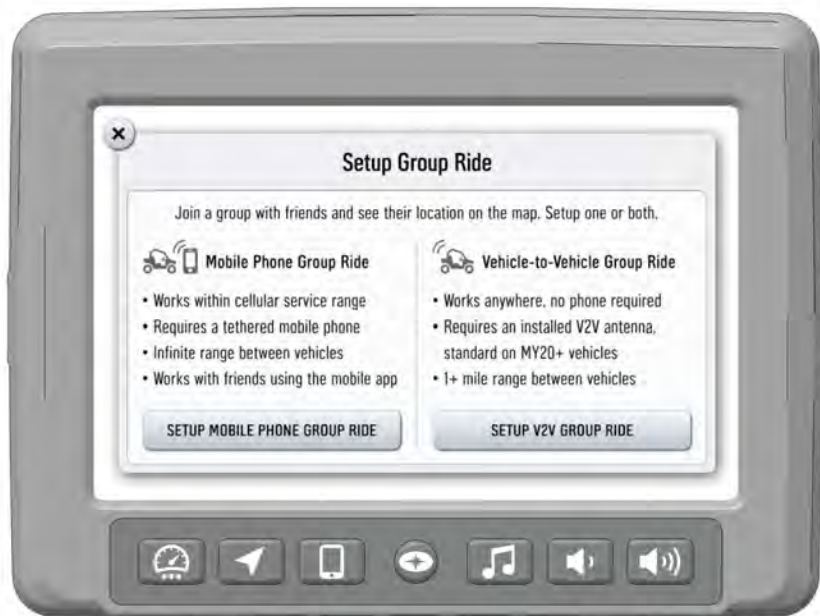 Setup Group Ride
Join a group with friends and see their location on the map. Setup one or both.
Mobile Phone Group Ride
• Works within cellular service range
• Requires a tethered mobile phone
• Infinite range between vehicles
• Works with friends using the mobile app
SETUP MOBILE PHONE GROUP RIDE
Vehicle-to-Vehicle Group Ride
• Works anywhere, no phone required
• Requires an installed V2V antenna,
standard on MY20+ vehicles
• 1+ mile range between vehicles
SETUP V2V GROUP RIDE